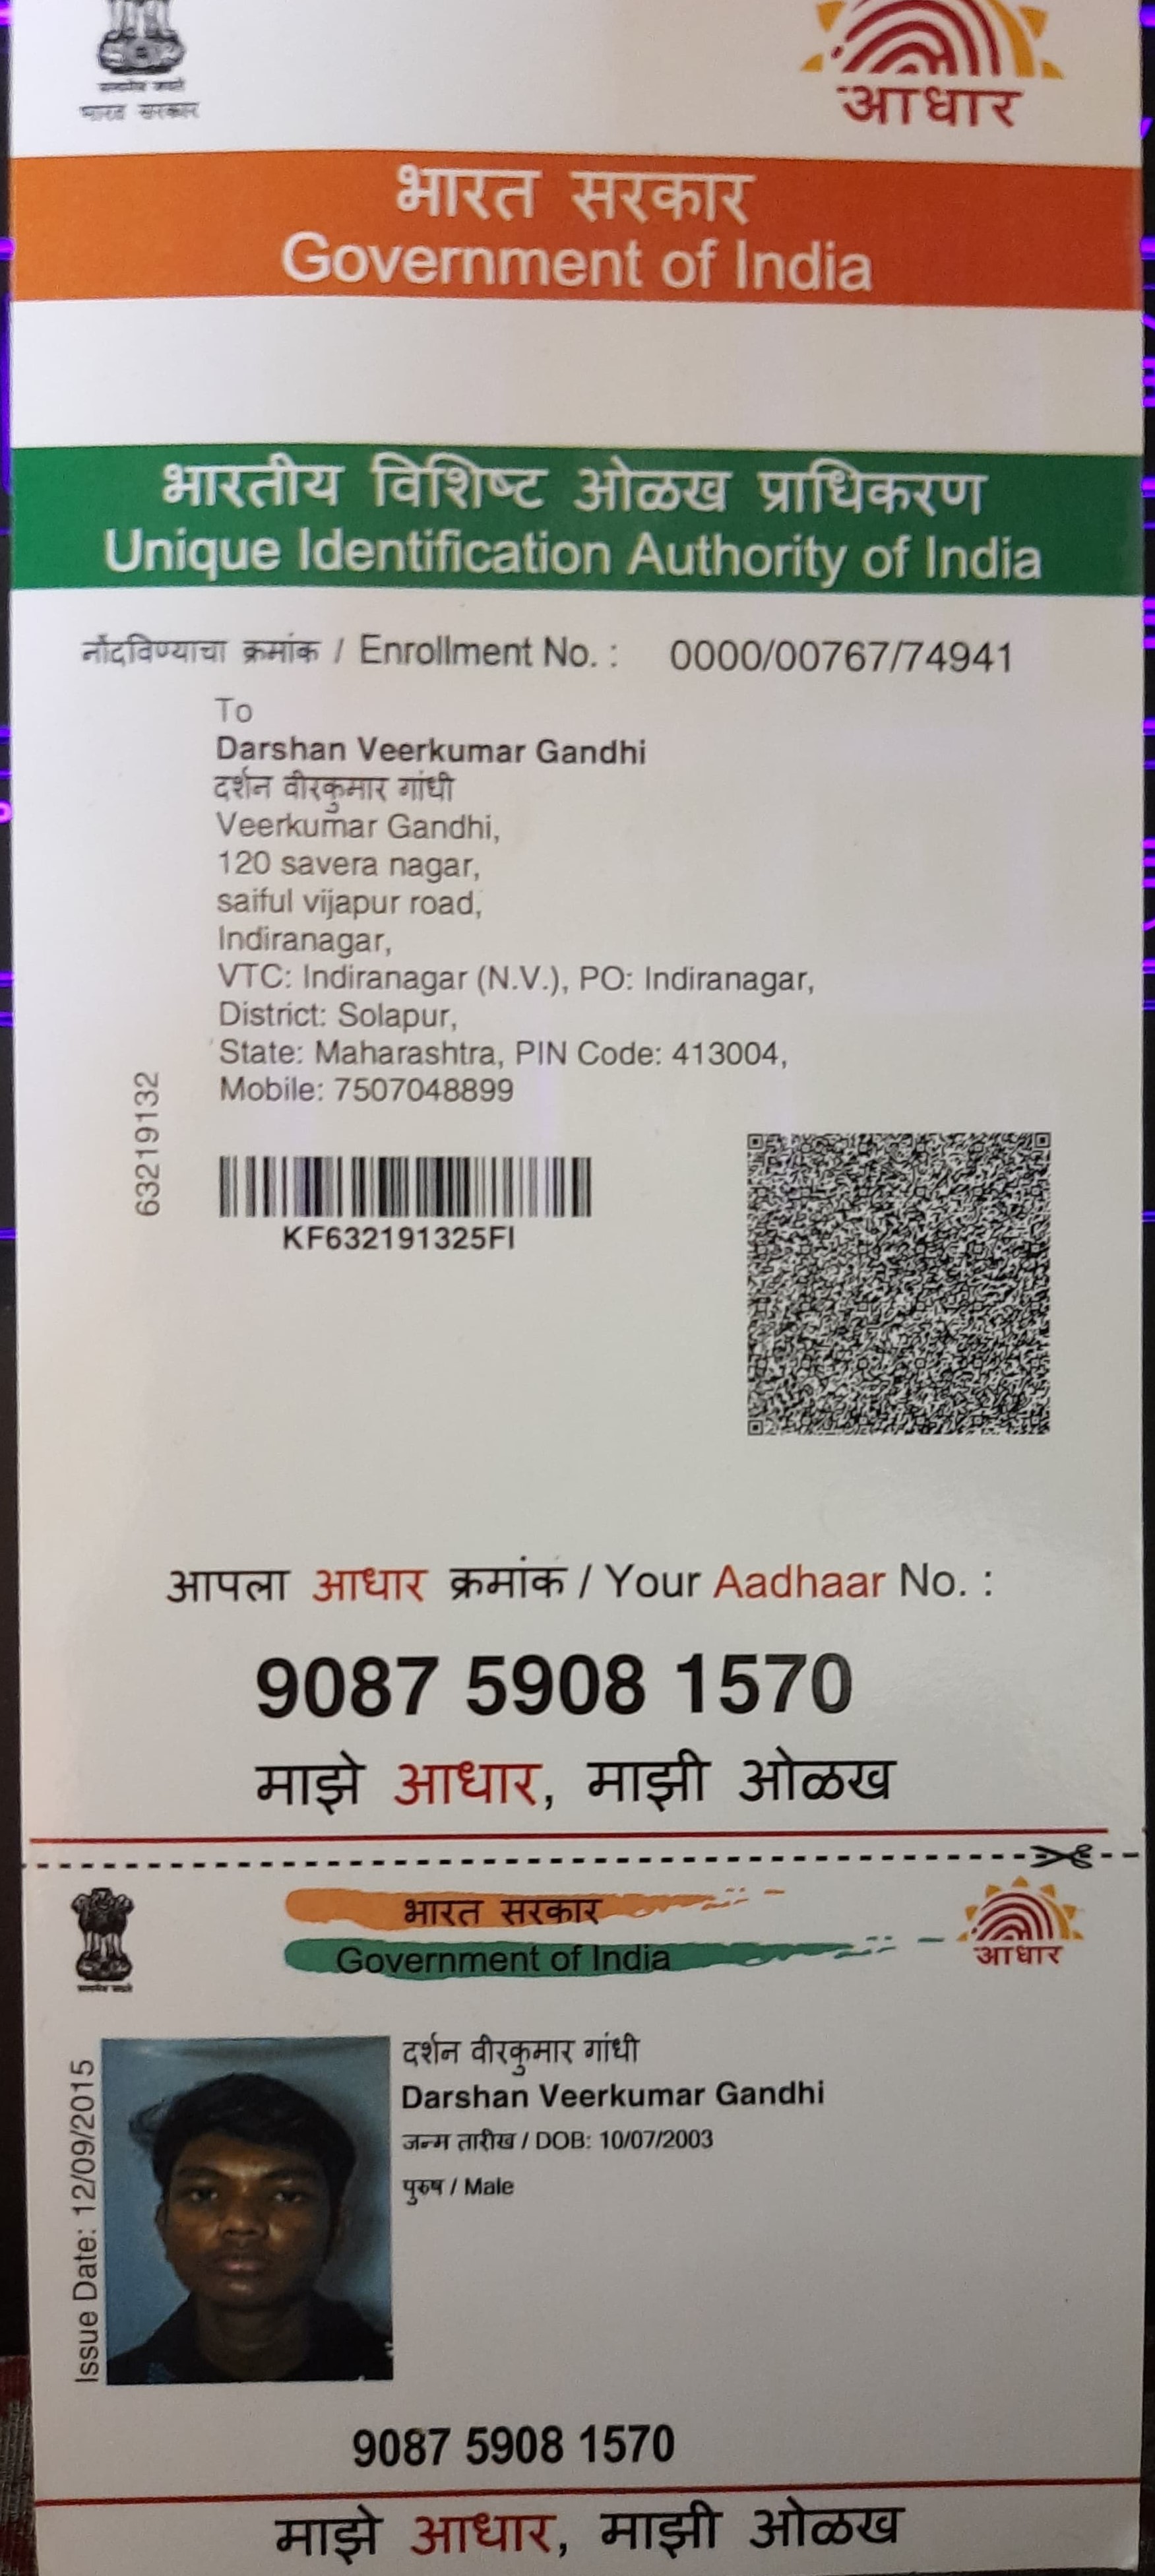 सत्यमेव जयते
भारत सरकार
आधार
भारत सरकार
Government of India
भारतीय विशिष्ट ओळख प्राधिकरण
Unique Identification Authority of India
नोंदविण्याचा क्रमांक / Enrollment No. : 0000/00767/74941
To
Darshan Veerkumar Gandhi
दर्शन वीरकुमार गांधी
Veerkumar Gandhi,
120 savera nagar,
saiful vijapur road,
Indiranagar,
VTC: Indiranagar (N.V.), PO: Indiranagar,
District: Solapur,
State: Maharashtra, PIN Code: 413004,
Mobile: 7507048899
63219132
KF632191325FI
आपला आधार क्रमांक / Your Aadhaar No. :
9087 5908 1570
माझे आधार, माझी ओळख
भारत सरकार
Government of India
आधार
दर्शन वीरकुमार गांधी
Darshan Veerkumar Gandhi
जन्म तारीख / DOB: 10/07/2003
पुरुष / Male
Issue Date: 12/09/2015
9087 5908 1570
माझे आधार, माझी ओळख